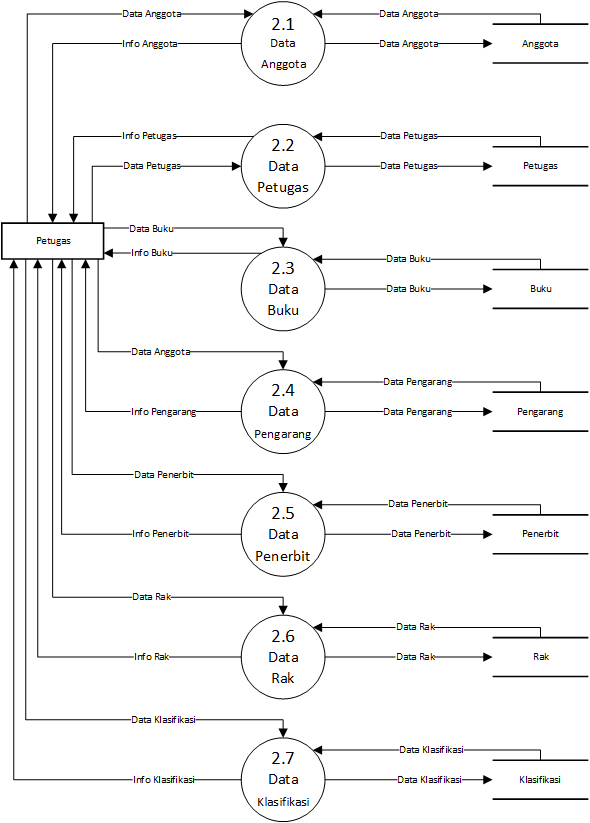 Data Anggota
2.1
Data
Anggota
Data Anggota
Info Anggota
Data Anggota
Anggota
Info Petugas
2.2
Data
Petugas
Data Petugas
Data Petugas
Data Petugas
Petugas
Petugas
Data Buku
Info Buku
2.3
Data
Buku
Data Buku
Data Buku
Buku
Data Anggota
Info Pengarang
2.4
Data
Pengarang
Data Pengarang
Data Pengarang
Pengarang
Data Penerbit
Info Penerbit
2.5
Data
Penerbit
Data Penerbit
Data Penerbit
Penerbit
Data Rak
Info Rak
2.6
Data
Rak
Data Rak
Data Rak
Rak
Data Klasifikasi
Info Klasifikasi
2.7
Data
Klasifikasi
Data Klasifikasi
Data Klasifikasi
Klasifikasi